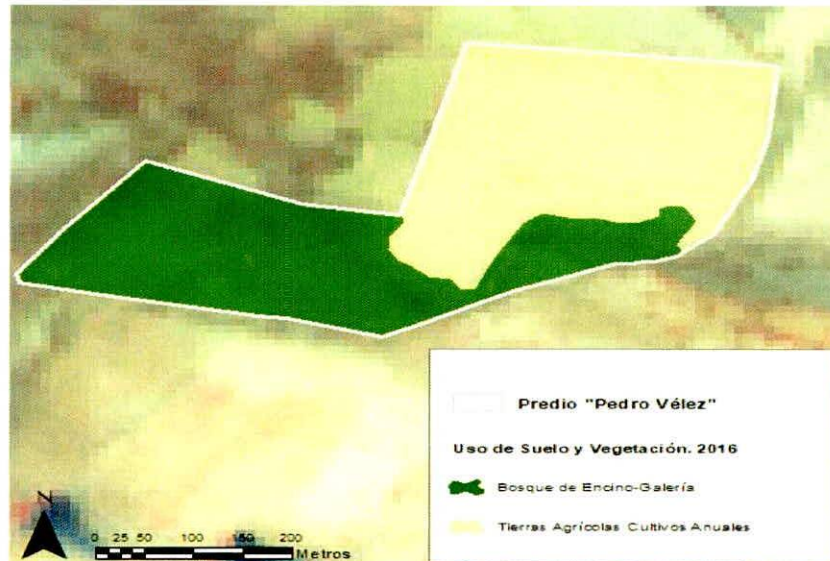 Predio "Pedro Vélez"
Uso de Suelo y Vegetación. 2016
Bosque de Encino-Galería
Tierras Agrícolas Cultivos Anuales
N
0 25 50 100 150 200
Metros